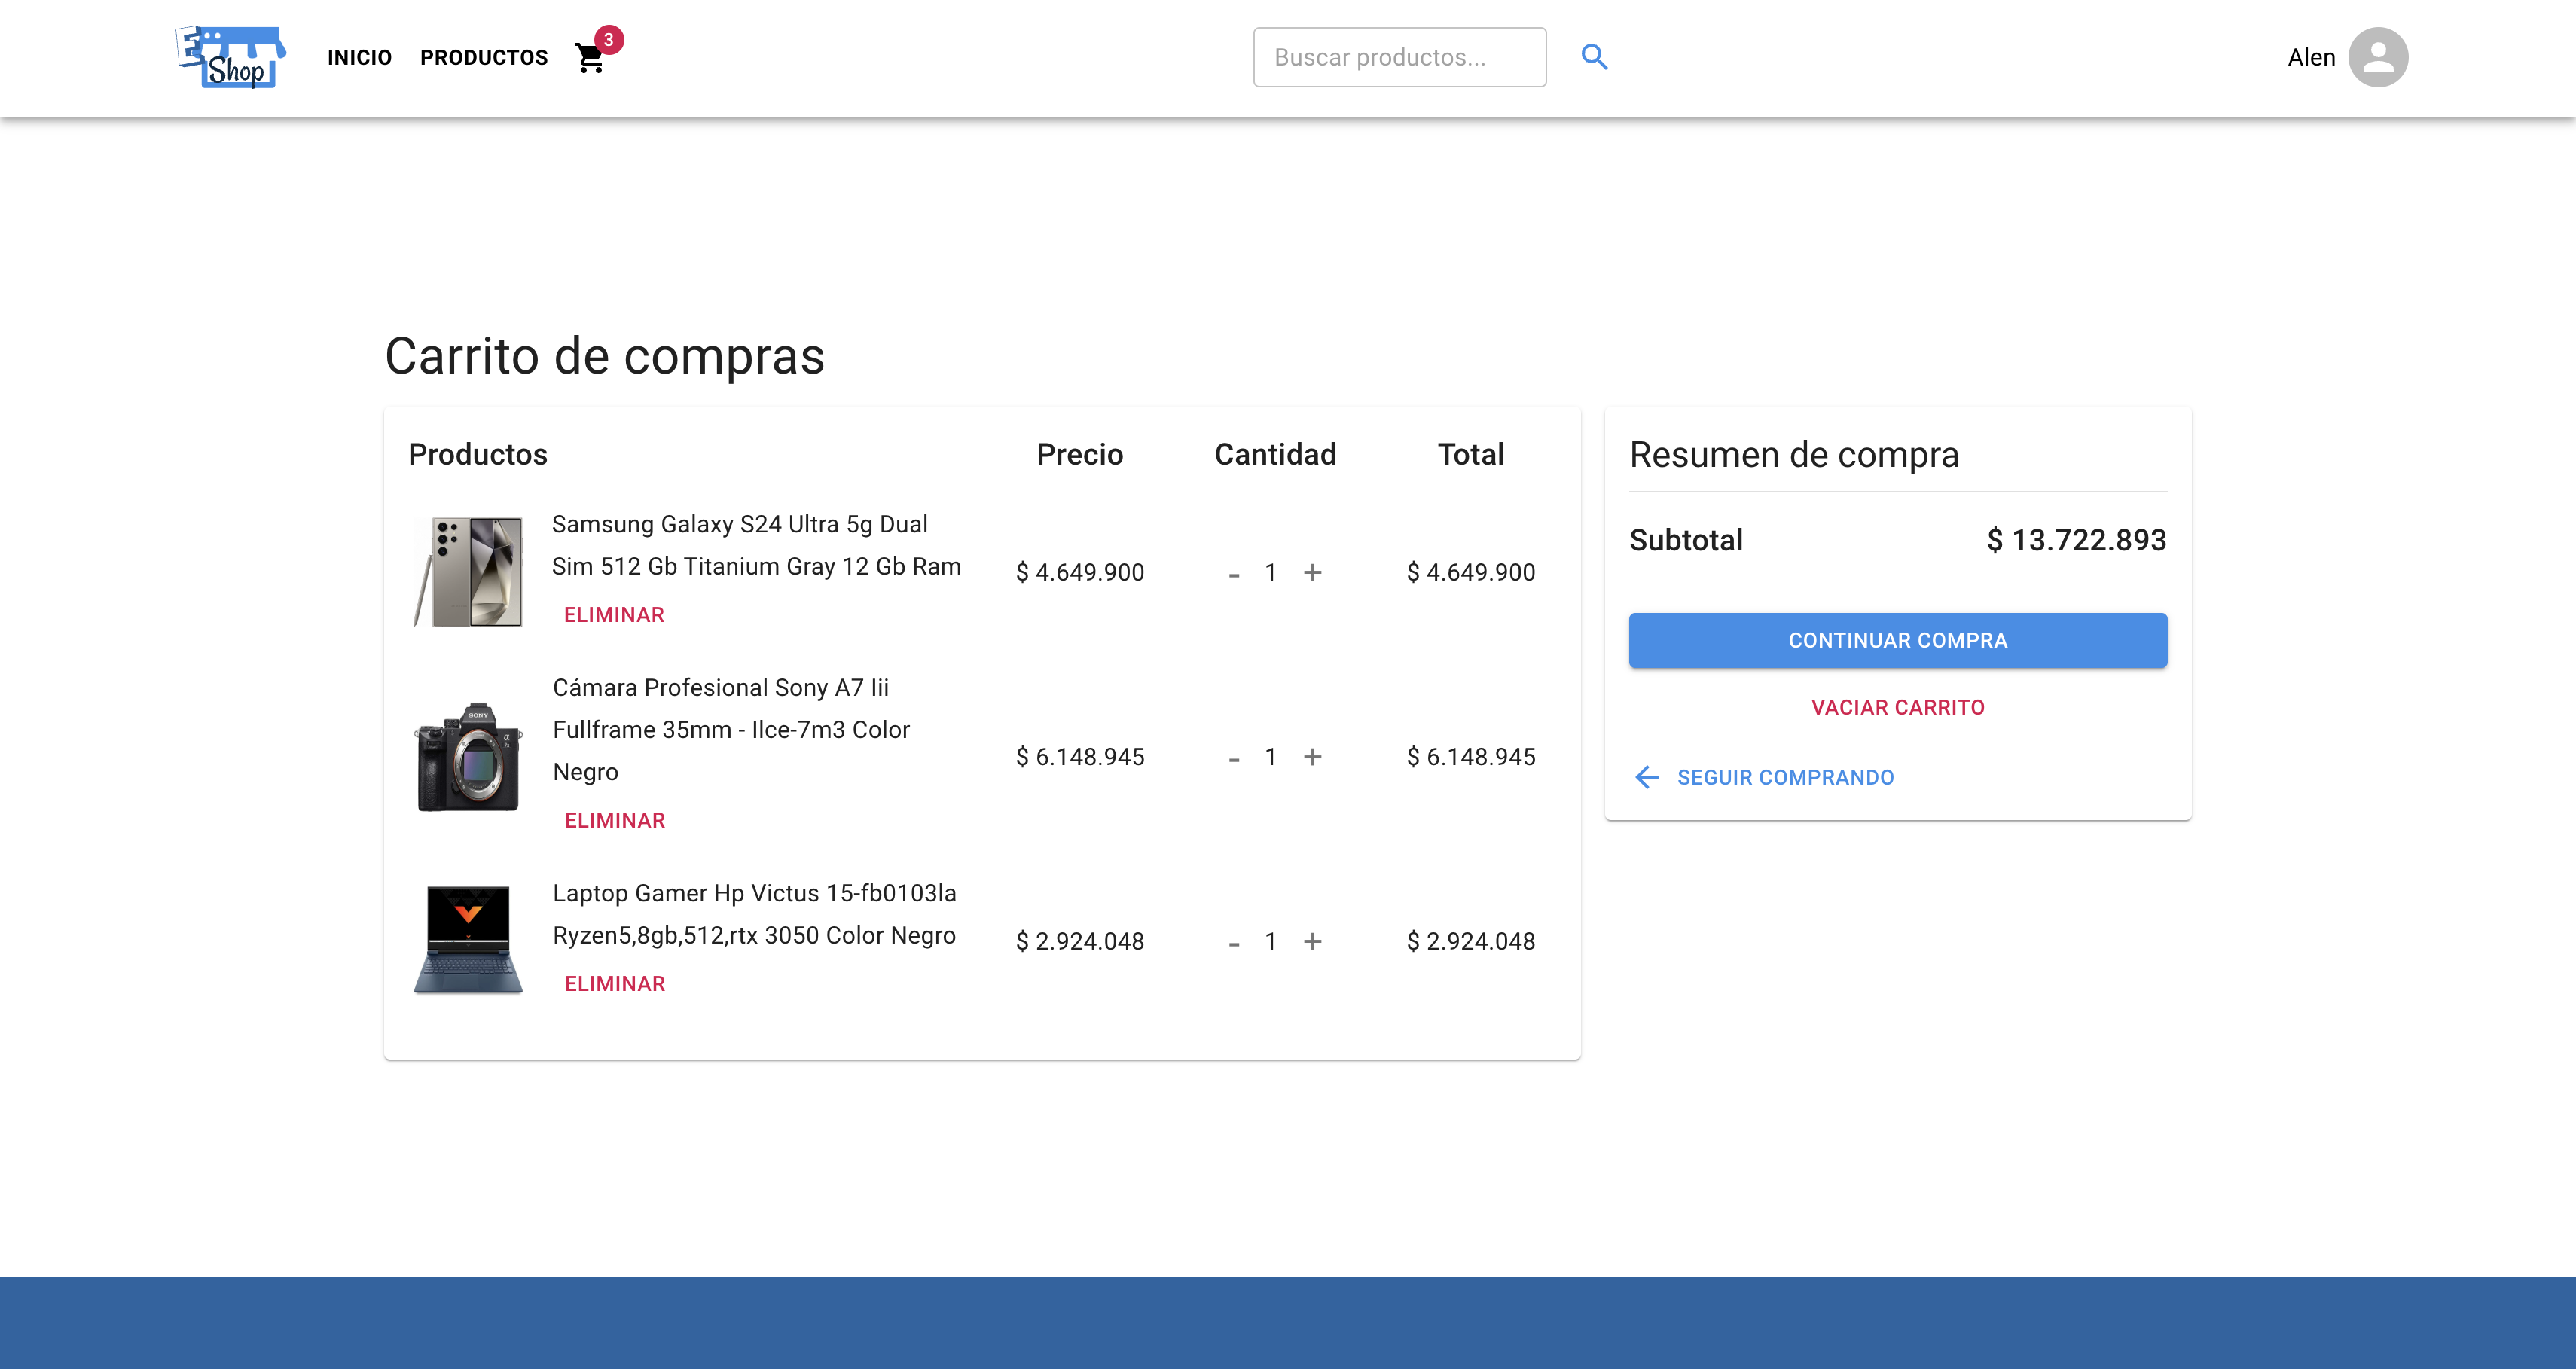 E Shop
INICIO PRODUCTOS 3 Buscar productos... Alen
Carrito de compras
Productos Precio Cantidad Total
Samsung Galaxy S24 Ultra 5g Dual
Sim 512 Gb Titanium Gray 12 Gb Ram
$ 4.649.900 - 1 + $ 4.649.900
ELIMINAR
Cámara Profesional Sony A7 Iii
Fullframe 35mm - Ilce-7m3 Color
Negro
SONY
$ 6.148.945 - 1 + $ 6.148.945
ELIMINAR
Laptop Gamer Hp Victus 15-fb0103la
Ryzen5,8gb,512,rtx 3050 Color Negro
$ 2.924.048 - 1 + $ 2.924.048
ELIMINAR
Resumen de compra
Subtotal $ 13.722.893
CONTINUAR COMPRA
VACIAR CARRITO
SEGUIR COMPRANDO